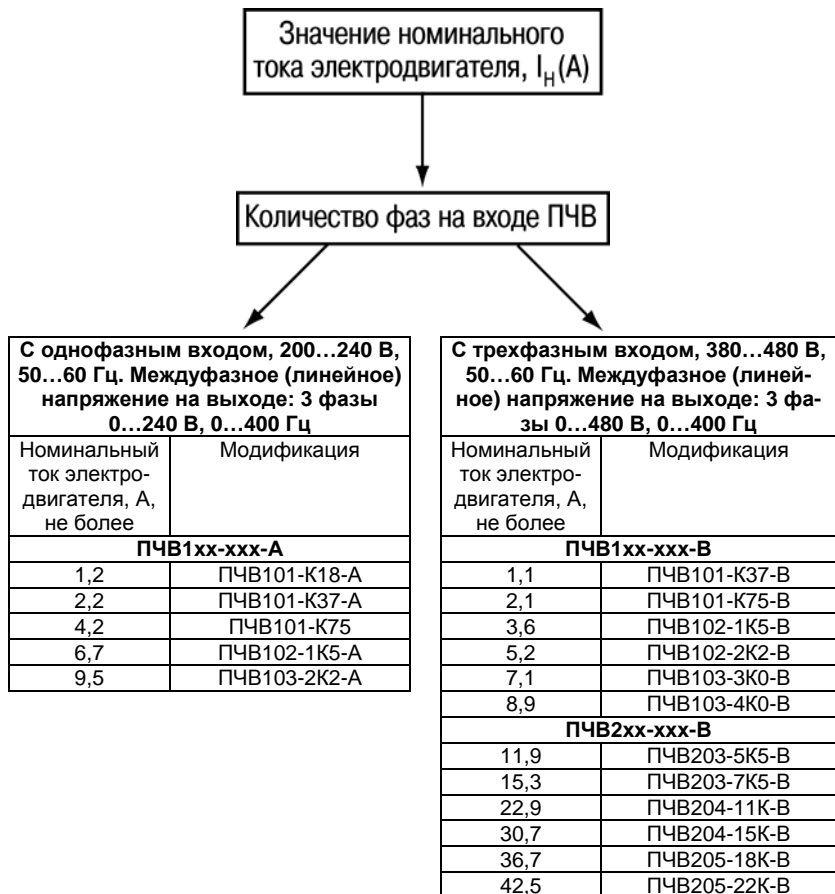 Значение номинального
тока электродвигателя, Iн(А)
Количество фаз на входе ПЧВ
С однофазным входом, 200…240 В,
50…60 Гц. Междуфазное (линейное)
напряжение на выходе: 3 фазы
0…240 В, 0…400 Гц
Номинальный
ток электро-
двигателя, А,
не более
Модификация
ПЧВ1хх-ххх-А
1,2 ПЧВ101-К18-А
2,2 ПЧВ101-К37-А
4,2 ПЧВ101-К75
6,7 ПЧВ102-1К5-А
9,5 ПЧВ103-2К2-А
С трехфазным входом, 380…480 В,
50…60 Гц. Междуфазное (линей-
ное) напряжение на выходе: 3 фа-
зы 0…480 В, 0…400 Гц
Номинальный
ток электро-
двигателя, А,
не более
Модификация
ПЧВ1хх-ххх-В
1,1 ПЧВ101-К37-В
2,1 ПЧВ101-К75-В
3,6 ПЧВ102-1К5-В
5,2 ПЧВ102-2К2-В
7,1 ПЧВ103-3К0-В
8,9 ПЧВ103-4К0-В
ПЧВ2хх-ххх-В
11,9 ПЧВ203-5К5-В
15,3 ПЧВ203-7К5-В
22,9 ПЧВ204-11К-В
30,7 ПЧВ204-15К-В
36,7 ПЧВ205-18К-В
42,5 ПЧВ205-22К-В